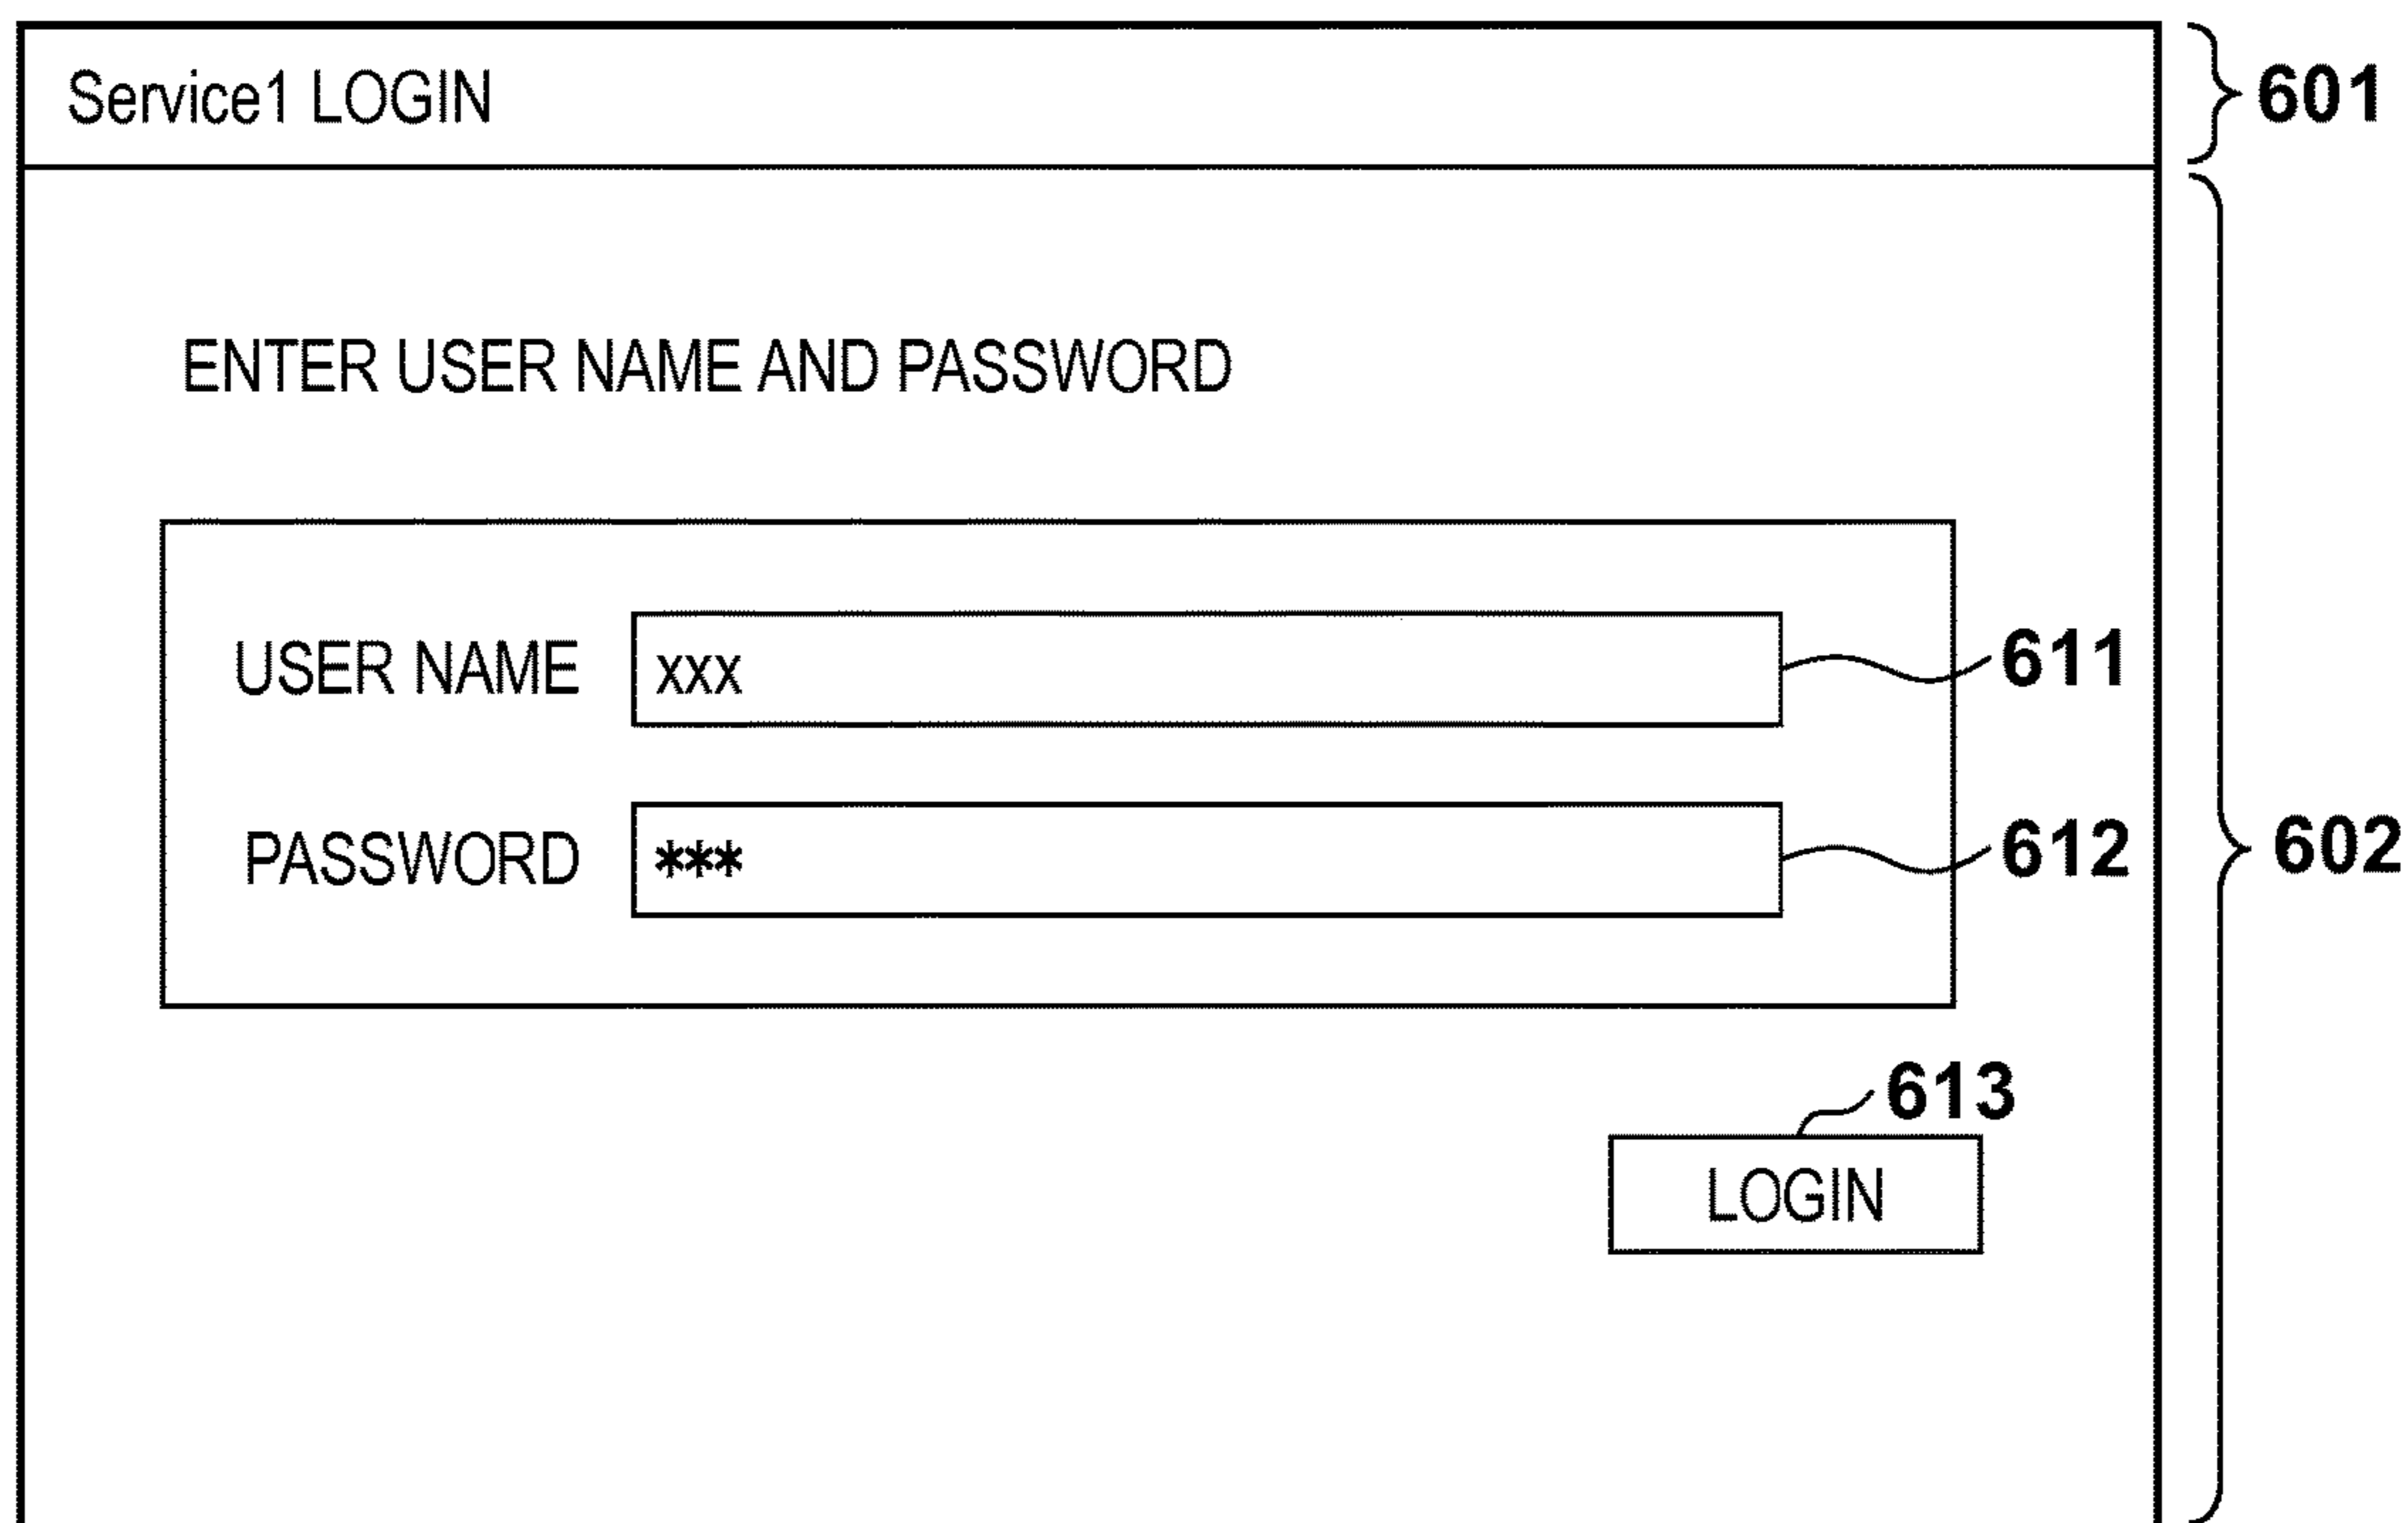 Service1 LOGIN
601
ENTER USER NAME AND PASSWORD
USER NAME xxx 611
PASSWORD *** 612
602
613
LOGIN